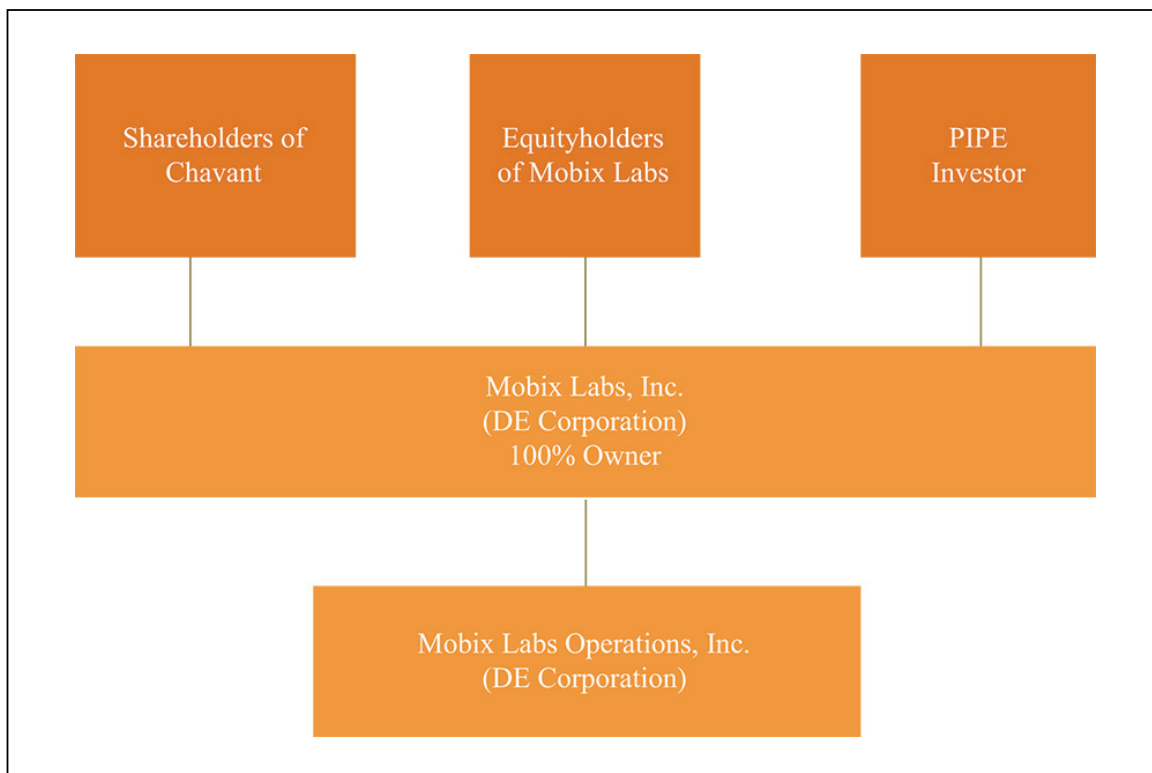 Shareholders of
Chavant
Equityholders
of Mobix Labs
PIPE
Investor
Mobix Labs, Inc.
(DE Corporation)
100% Owner
Mobix Labs Operations, Inc.
(DE Corporation)